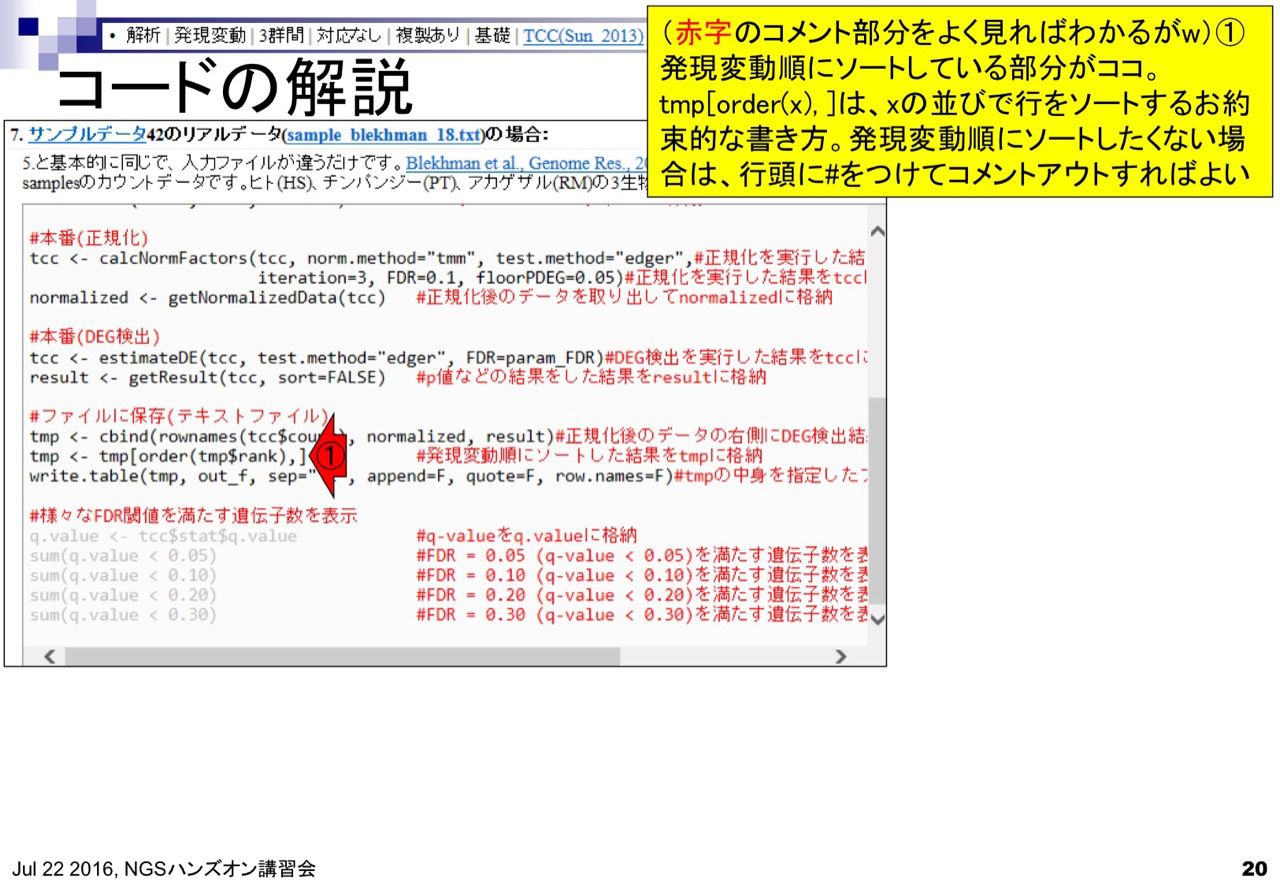 • 解析 | 発現変動 | 3群間 | 対応なし | 複製あり | 基礎 | TCC(Sun_2013)
コードの解説
(赤字のコメント部分をよく見ればわかるがw)①
発現変動順にソートしている部分がココ。
tmp[order(x), ]は、xの並びで行をソートするお約
束的な書き方。発現変動順にソートしたくない場
合は、行頭に#をつけてコメントアウトすればよい
7. サンプルデータ42のリアルデータ(sample_blekhman_18.txt)の場合:
5.と基本的に同じで、入力ファイルが違うだけです。Blekhman et al., Genome Res., 20
samplesのカウントデータです。ヒト(HS)、チンパンジー(PT)、アカゲザル(RM)の3生物
#本番(正規化)
tcc <- calcNormFactors(tcc, norm.method="tmm", test.method="edger",#正規化を実行した結
iteration=3, FDR=0.1, floorPDEG=0.05)#正規化を実行した結果をtccに
normalized <- getNormalizedData(tcc) #正規化後のデータを取り出してnormalizedに格納
#本番(DEG検出)
tcc <- estimateDE(tcc, test.method="edger", FDR=param_FDR)#DEG検出を実行した結果をtccに
result <- getResult(tcc, sort=FALSE) #p値などの結果をした結果をresultに格納
#ファイルに保存(テキストファイル)
tmp <- cbind(rownames(tcc$cou ), normalized, result)#正規化後のデータの右側にDEG検出結
tmp <- tmp[order(tmp$rank),] ① #発現変動順にソートした結果をtmpに格納
write.table(tmp, out_f, sep=" , append=F, quote=F, row.names=F)#tmpの中身を指定した
#様々なFDR閾値を満たす遺伝子数を表示
q.value <- tcc$stat$q.value #q-valueをq.valueに格納
sum(q.value < 0.05) #FDR = 0.05 (q-value < 0.05)を満たす遺伝子数を表
sum(q.value < 0.10) #FDR = 0.10 (q-value < 0.10)を満たす遺伝子数を表
sum(q.value < 0.20) #FDR = 0.20 (q-value < 0.20)を満たす遺伝子数を表
sum(q.value < 0.30) #FDR = 0.30 (q-value < 0.30)を満たす遺伝子数を表
Jul 22 2016, NGSハンズオン講習会
20